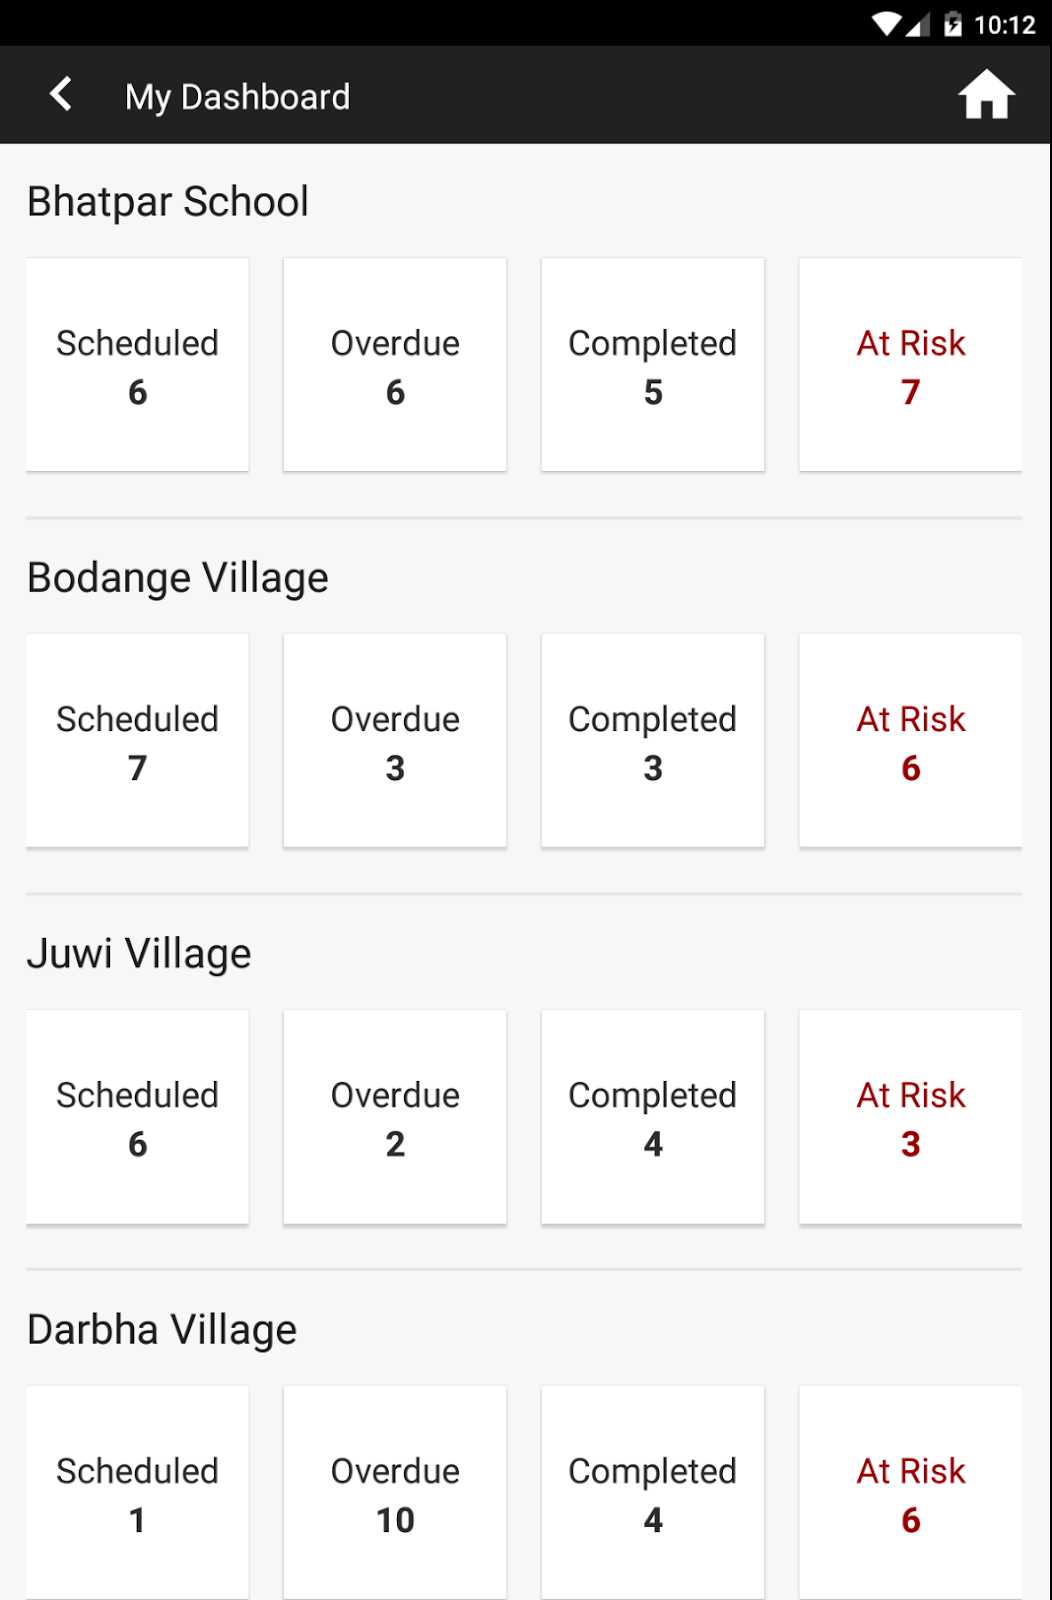 10:12
My Dashboard
Bhatpar School
Scheduled Overdue Completed At Risk
6 6 5 7
Bodange Village
Scheduled Overdue Completed At Risk
7 3 3 6
Juwi Village
Scheduled Overdue Completed At Risk
6 2 4 3
Darbha Village
Scheduled Overdue Completed At Risk
1 10 4 6